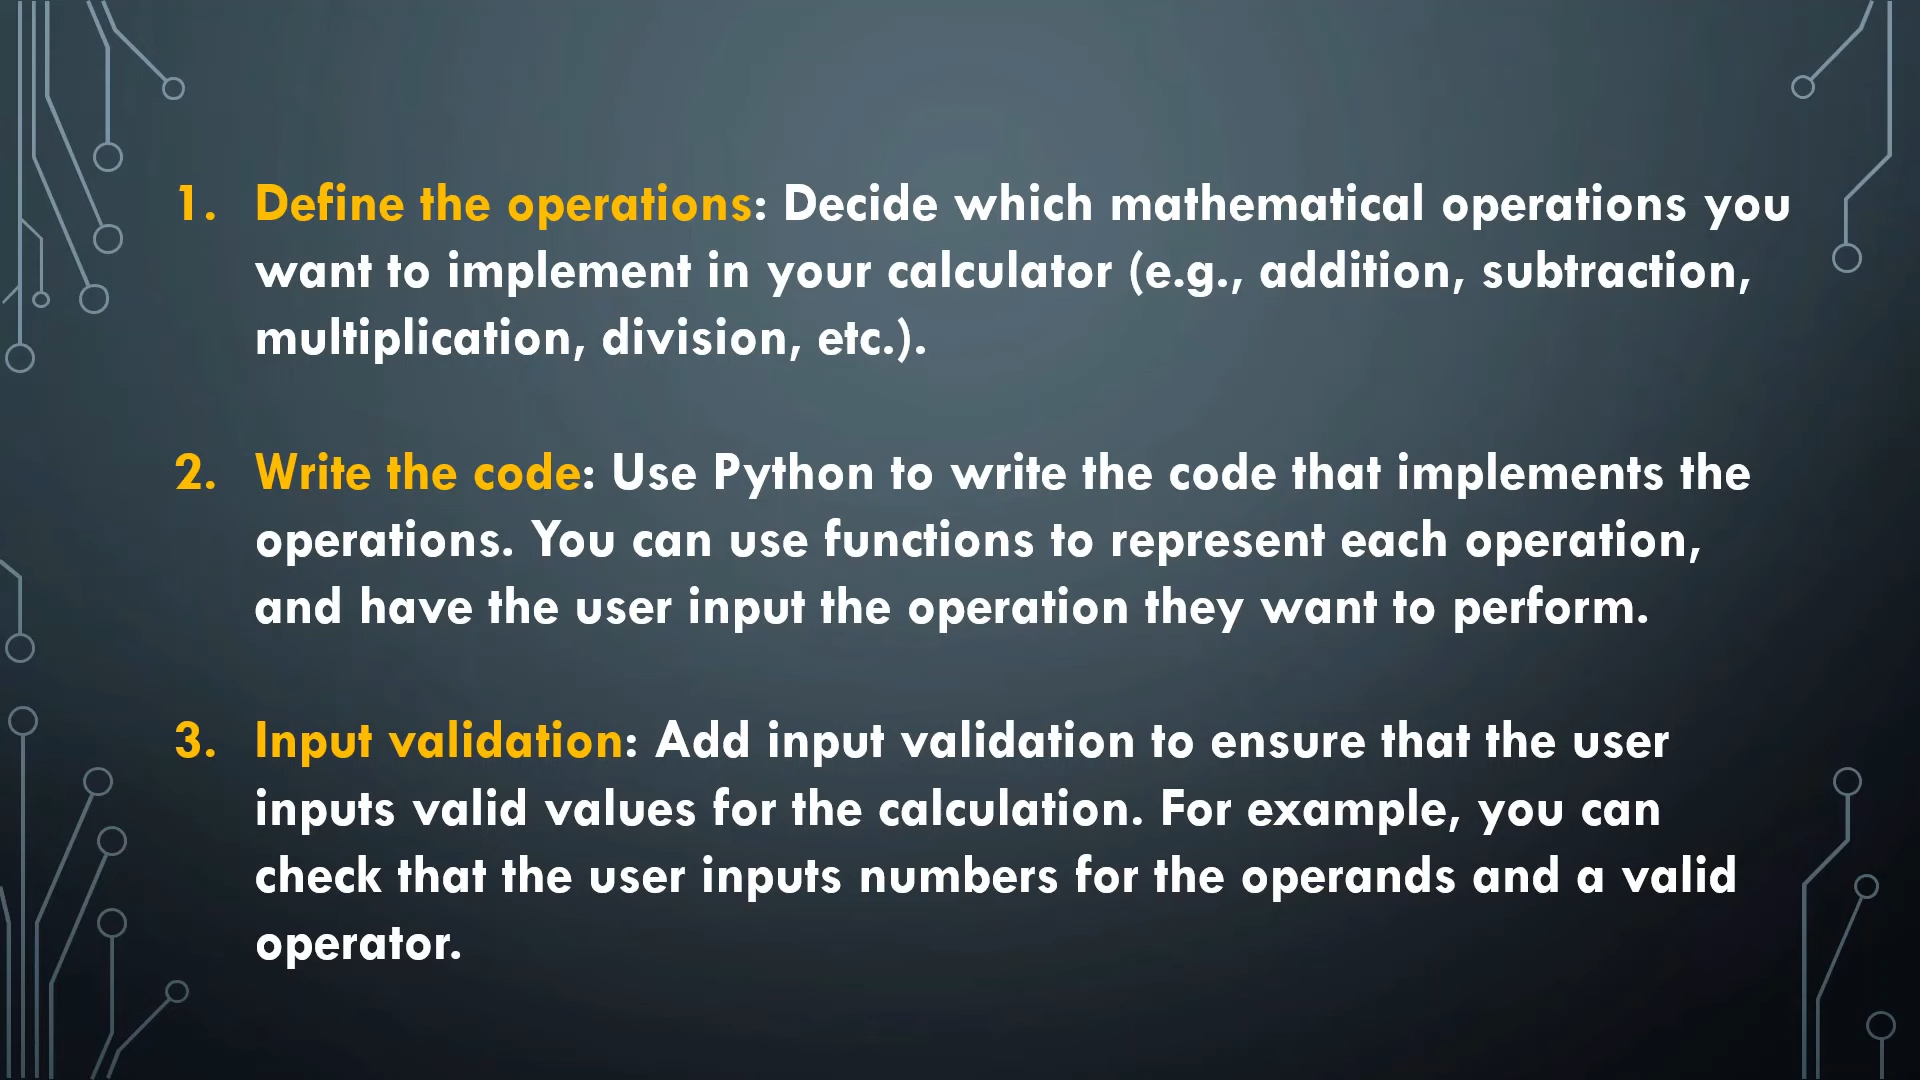 1. Define the operations: Decide which mathematical operations you
want to implement in your calculator (e.g., addition, subtraction,
multiplication, division, etc.).
2. Write the code: Use Python to write the code that implements the
operations. You can use functions to represent each operation,
and have the user input the operation they want to perform.
3. Input validation: Add input validation to ensure that the user
inputs valid values for the calculation. For example, you can
check that the user inputs numbers for the operands and a valid
operator.